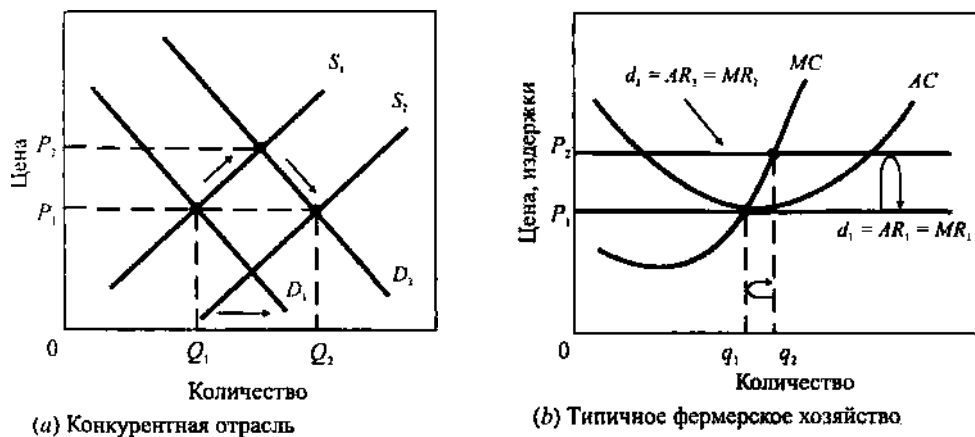 Цена
P₂
P₁
0
Q₁
Q₂
S₁
S₂
D₁
D₂
Количество
(a) Конкурентная отрасль
Цена, издержки
P₂
P₁
0
q₁
q₂
d₁ = AR₂ = MR₂
MC
AC
d₁ = AR₁ = MR₁
Количество
(b) Типичное фермерское хозяйство